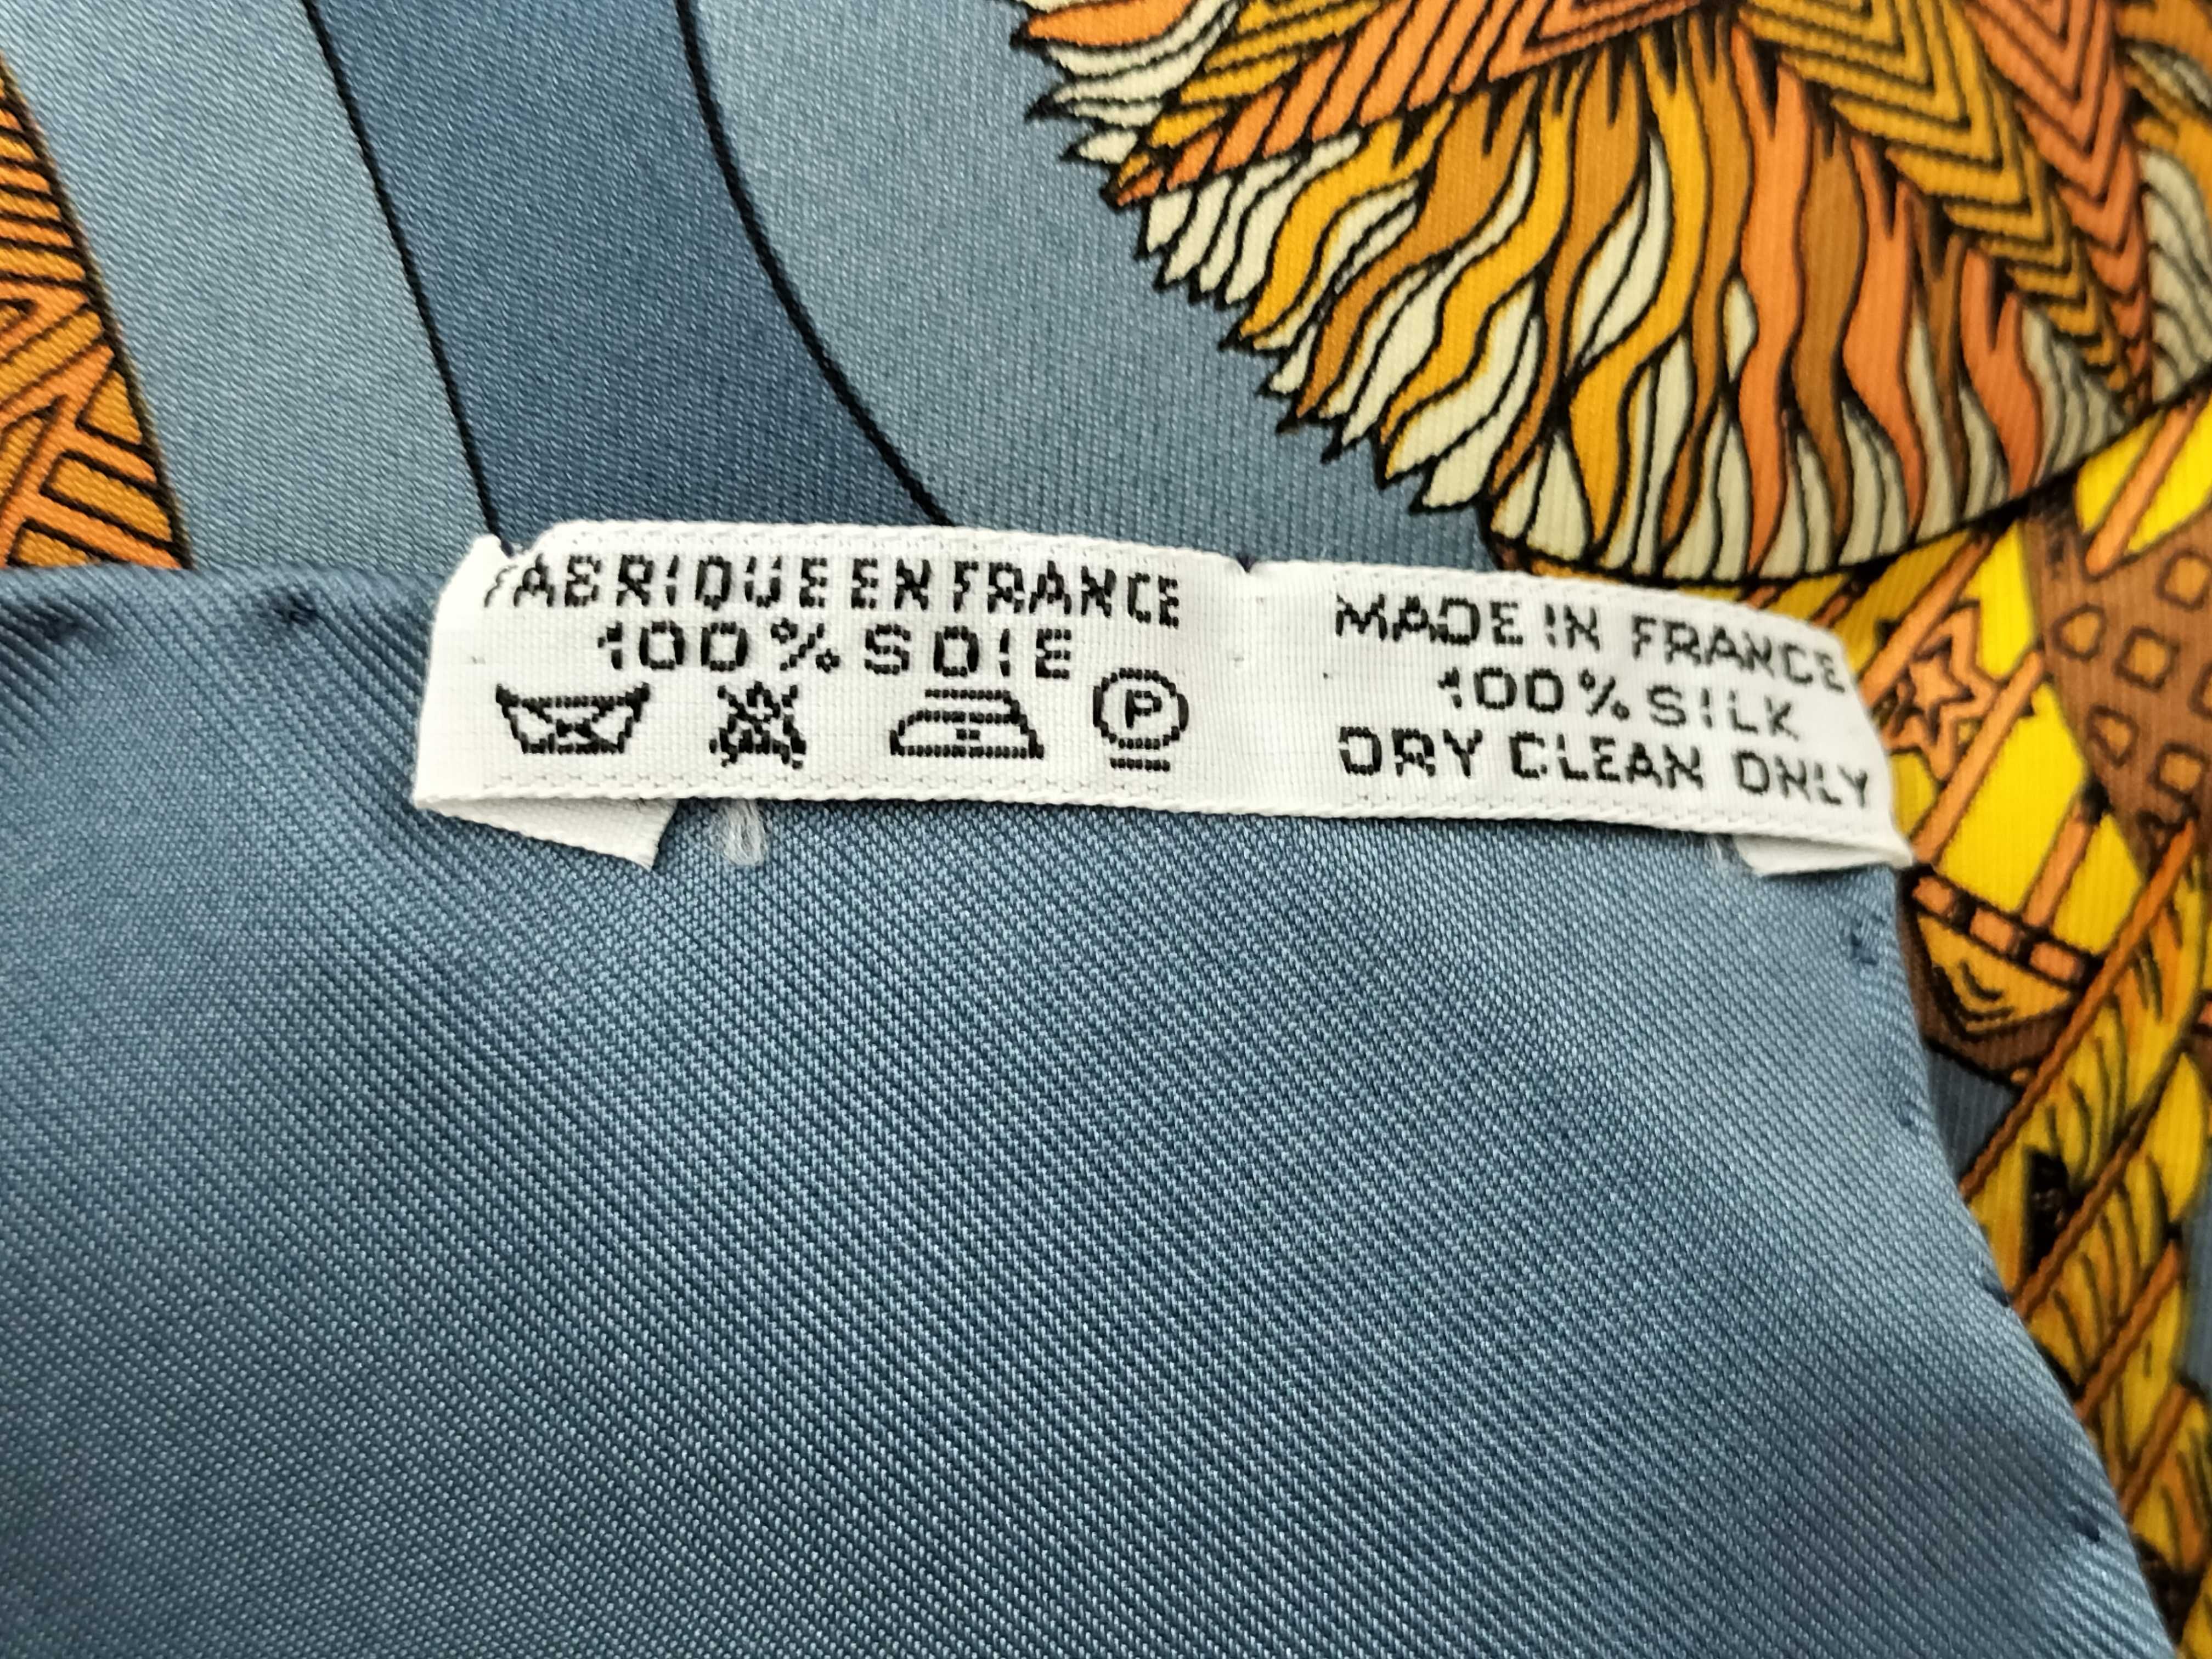 FABRIQUE EN FRANCE
100% SOIE
P
MADE IN FRANCE
100% SILK
DRY CLEAN ONLY